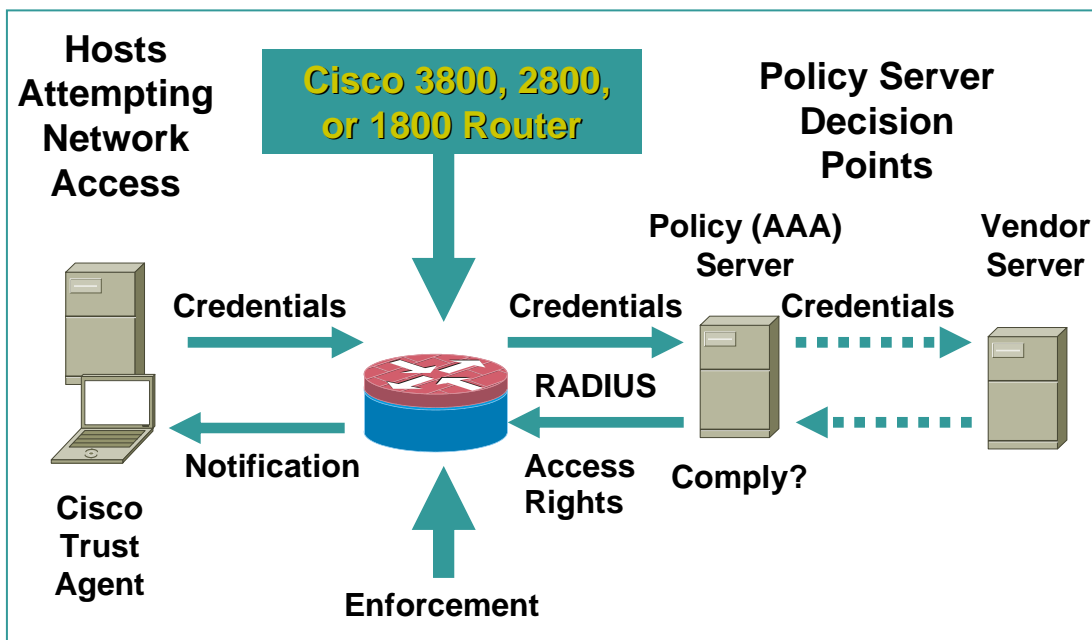 Hosts
Attempting
Network
Access
Cisco 3800, 2800,
or 1800 Router
Policy Server
Decision
Points
Policy (AAA)
Server
Vendor
Server
Credentials
Credentials
Credentials
RADIUS
Notification
Access
Rights
Comply?
Cisco
Trust
Agent
Enforcement